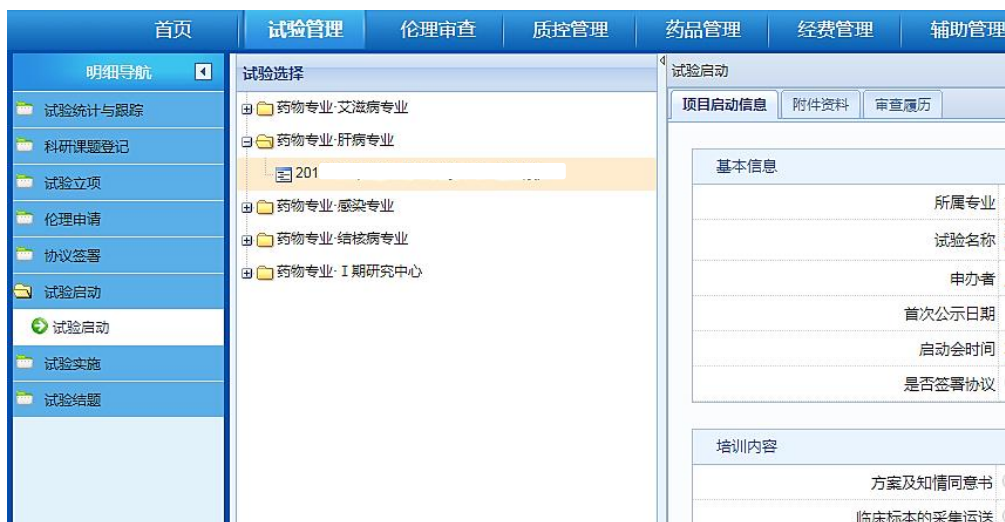 首页 试验管理 伦理审查 质控管理 药品管理 经费管理 辅助管理
明细导航
试验统计与跟踪
科研课题登记
试验立项
伦理申请
协议签署
试验启动
试验启动
试验实施
试验结题
试验选择
药物专业-艾滋病专业
药物专业-肝病专业
201
药物专业-感染专业
药物专业-结核病专业
药物专业-Ⅰ期研究中心
试验启动
项目启动信息 附件资料 审查履历
基本信息
所属专业
试验名称
申办者
首次公示日期
启动会时间
是否签署协议
培训内容
方案及知情同意书
临床标本的采集运送